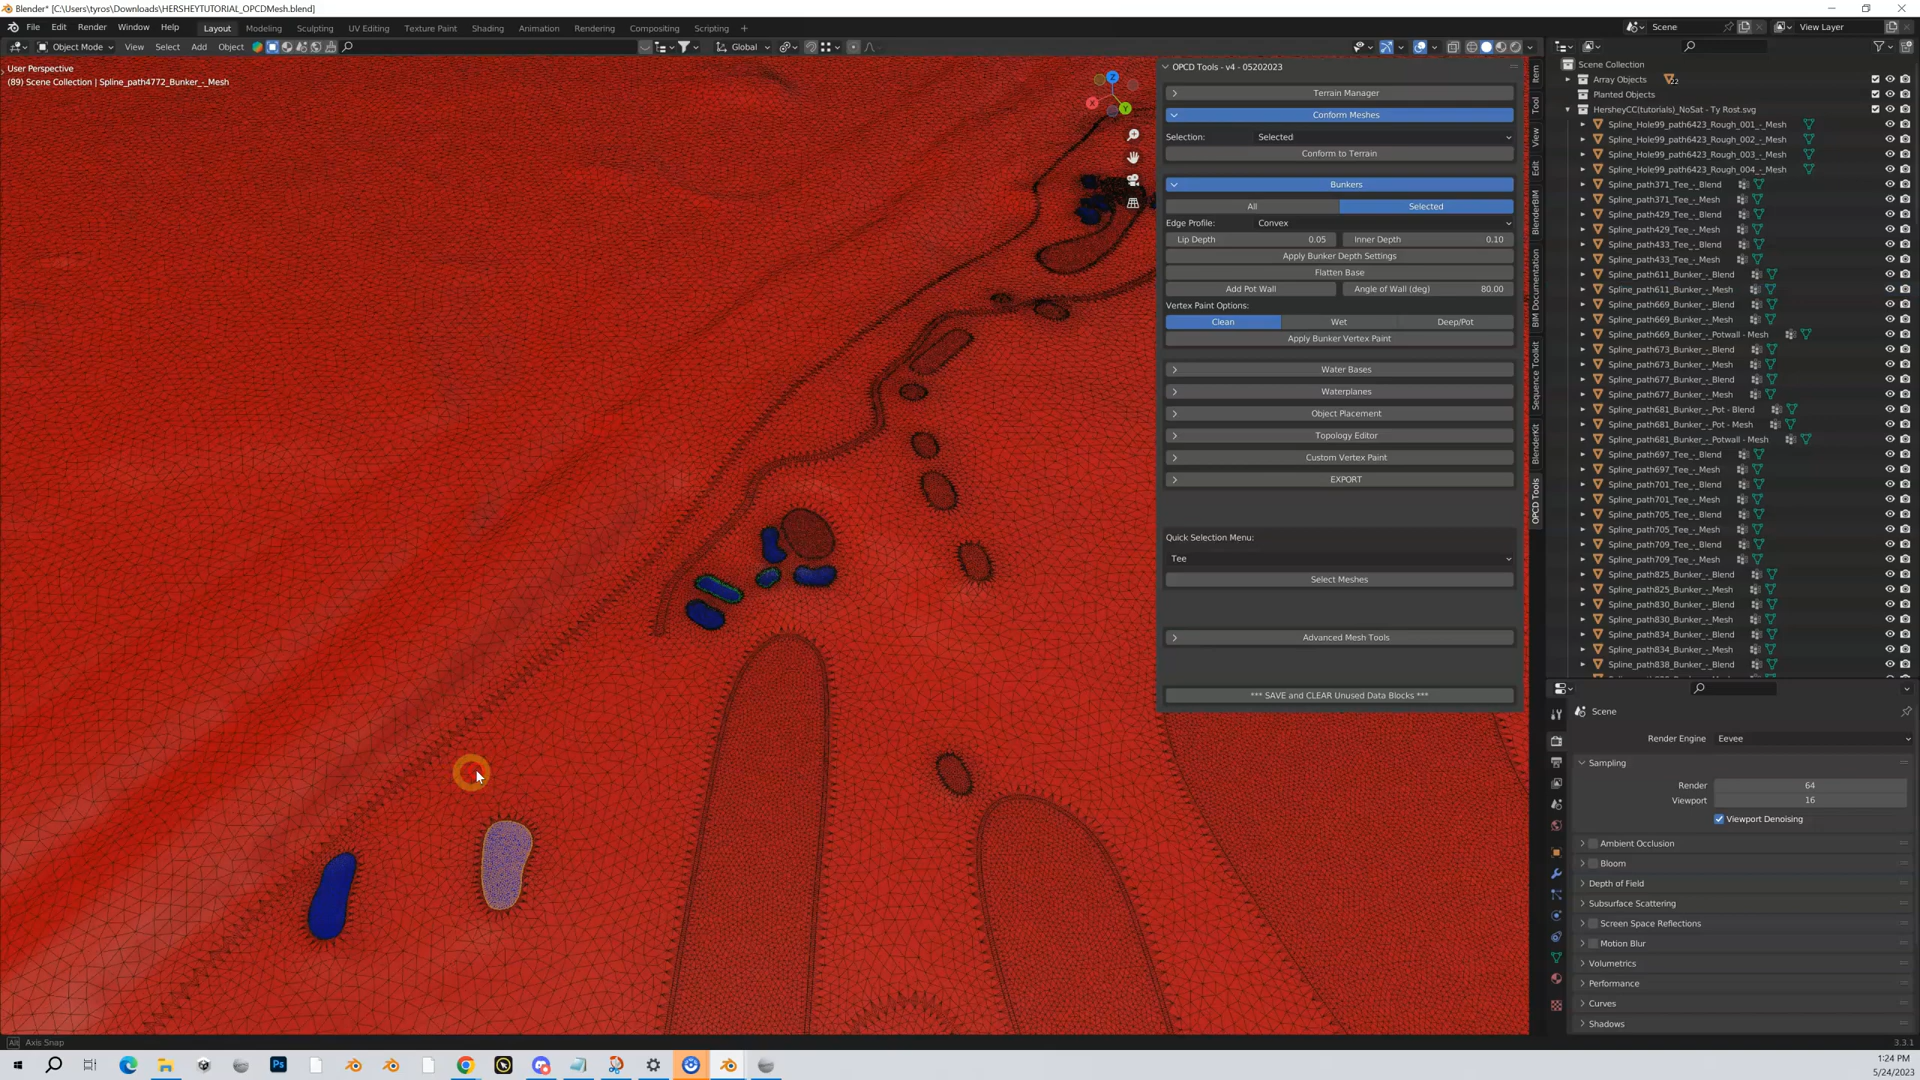 Blender* [C:\Users\tyros\Downloads\HERSHEYTUTORIAL_OPCDMesh.blend]
File Edit Render Window Help Layout Modeling Sculpting UV Editing Texture Paint Shading Animation Rendering Compositing Scripting + Scene View Layer
Object Mode View Select Add Object Global
User Perspective
(89) Scene Collection | Spline_path4772_Bunker_-_Mesh
OPCD Tools - v4 - 05202023
Terrain Manager
Conform Meshes
Selection: Selected
Conform to Terrain
Bunkers
All Selected
Edge Profile: Convex
Lip Depth 0.05 Inner Depth 0.10
Apply Bunker Depth Settings
Flatten Base
Add Pot Wall Angle of Wall (deg) 80.00
Vertex Paint Options:
Clean Wet Deep/Pot
Apply Bunker Vertex Paint
Water Bases
Waterplanes
Object Placement
Topology Editor
Custom Vertex Paint
EXPORT
Quick Selection Menu:
Tee
Select Meshes
Advanced Mesh Tools
*** SAVE and CLEAR Unused Data Blocks ***
Item
Tool
View
Edit
BlenderBIM
BIM Documentation
Sequence Toolkit
BlenderKit
OPCD Tools
Scene Collection
Array Objects
Planted Objects
HersheyCC(tutorials)_NoSat - Ty Rost.svg
Spline_Hole99_path6423_Rough_001_-_Mesh
Spline_Hole99_path6423_Rough_002_-_Mesh
Spline_Hole99_path6423_Rough_003_-_Mesh
Spline_Hole99_path6423_Rough_004_-_Mesh
Spline_path371_Tee_-_Blend
Spline_path371_Tee_-_Mesh
Spline_path429_Tee_-_Blend
Spline_path429_Tee_-_Mesh
Spline_path433_Tee_-_Blend
Spline_path433_Tee_-_Mesh
Spline_path611_Bunker_-_Blend
Spline_path611_Bunker_-_Mesh
Spline_path669_Bunker_-_Blend
Spline_path669_Bunker_-_Mesh
Spline_path669_Bunker_-_Potwall - Mesh
Spline_path673_Bunker_-_Blend
Spline_path673_Bunker_-_Mesh
Spline_path677_Bunker_-_Blend
Spline_path677_Bunker_-_Mesh
Spline_path681_Bunker_-_Pot - Blend
Spline_path681_Bunker_-_Pot - Mesh
Spline_path681_Bunker_-_Potwall - Mesh
Spline_path697_Tee_-_Blend
Spline_path697_Tee_-_Mesh
Spline_path701_Tee_-_Blend
Spline_path701_Tee_-_Mesh
Spline_path705_Tee_-_Blend
Spline_path705_Tee_-_Mesh
Spline_path709_Tee_-_Blend
Spline_path709_Tee_-_Mesh
Spline_path825_Bunker_-_Blend
Spline_path825_Bunker_-_Mesh
Spline_path830_Bunker_-_Blend
Spline_path830_Bunker_-_Mesh
Spline_path834_Bunker_-_Blend
Spline_path834_Bunker_-_Mesh
Spline_path838_Bunker_-_Blend
Scene
Render Engine Eevee
Sampling
Render 64
Viewport 16
Viewport Denoising
Ambient Occlusion
Bloom
Depth of Field
Subsurface Scattering
Screen Space Reflections
Motion Blur
Volumetrics
Performance
Curves
Shadows
Alt Axis Snap
3.3.1
1:24 PM
5/24/2023